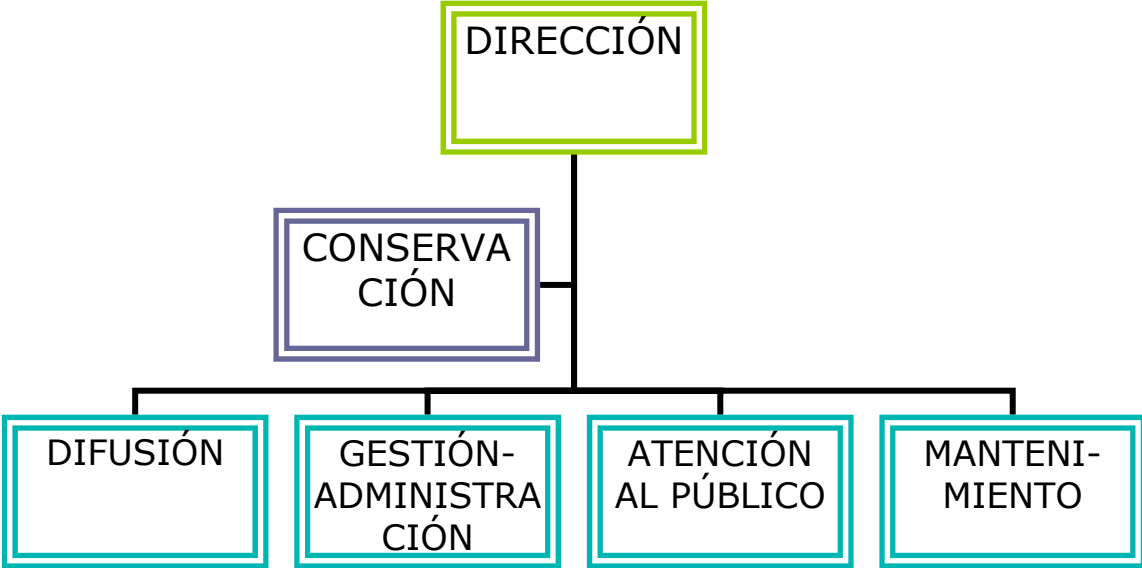 DIRECCIÓN
CONSERVA
CIÓN
DIFUSIÓN
GESTIÓN-
ADMINISTRA
CIÓN
ATENCIÓN
AL PÚBLICO
MANTENI-
MIENTO